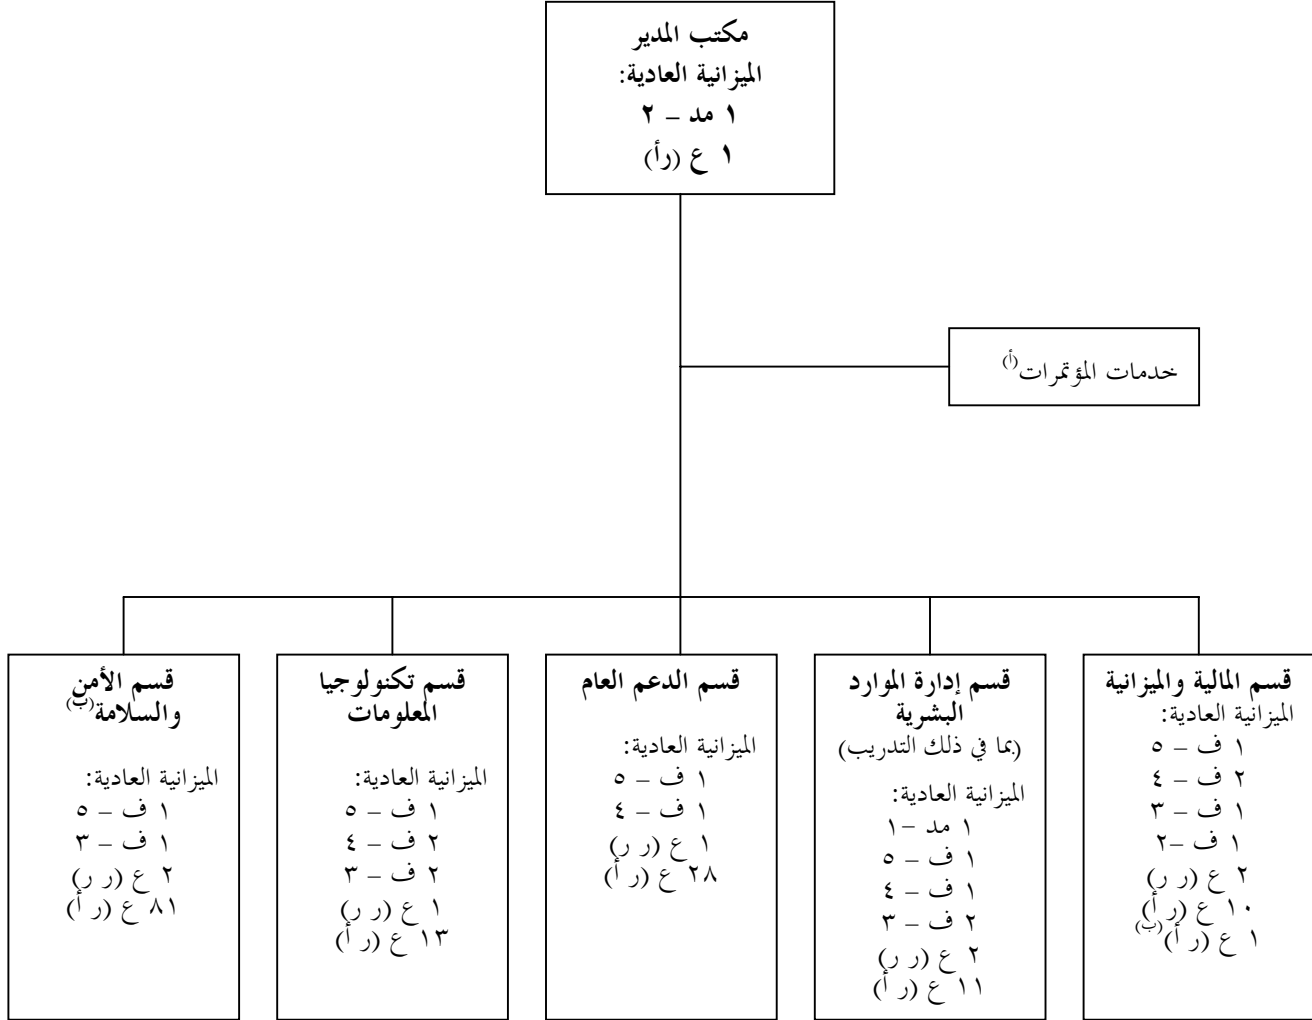 مكتب المدير
الميزانية العادية:
١ مد – ٢
١ ع (رأ)
خدمات المؤتمرات(أ)
قسم المالية والميزانية
الميزانية العادية:
١ ف – ٥
٢ ف – ٤
١ ف – ٣
١ ف –٢
٢ ع (ر ر)
١٠ ع (ر أ)
١ ع (ر أ)(ب)
قسم إدارة الموارد
البشرية
(بما في ذلك التدريب)
الميزانية العادية:
١ مد –١
١ ف – ٥
١ ف – ٤
٢ ف – ٣
٢ ع (ر ر)
١١ ع (ر أ)
قسم الدعم العام
الميزانية العادية:
١ ف – ٥
١ ف – ٤
١ ع (ر ر)
٢٨ ع (ر أ)
قسم تكنولوجيا
المعلومات
الميزانية العادية:
١ ف – ٥
٢ ف – ٤
٢ ف – ٣
١ ع (ر ر)
١٣ ع (ر أ)
قسم الأمن
والسلامة(ب)
الميزانية العادية:
١ ف – ٥
١ ف – ٣
٢ ع (ر ر)
٨١ ع (ر أ)